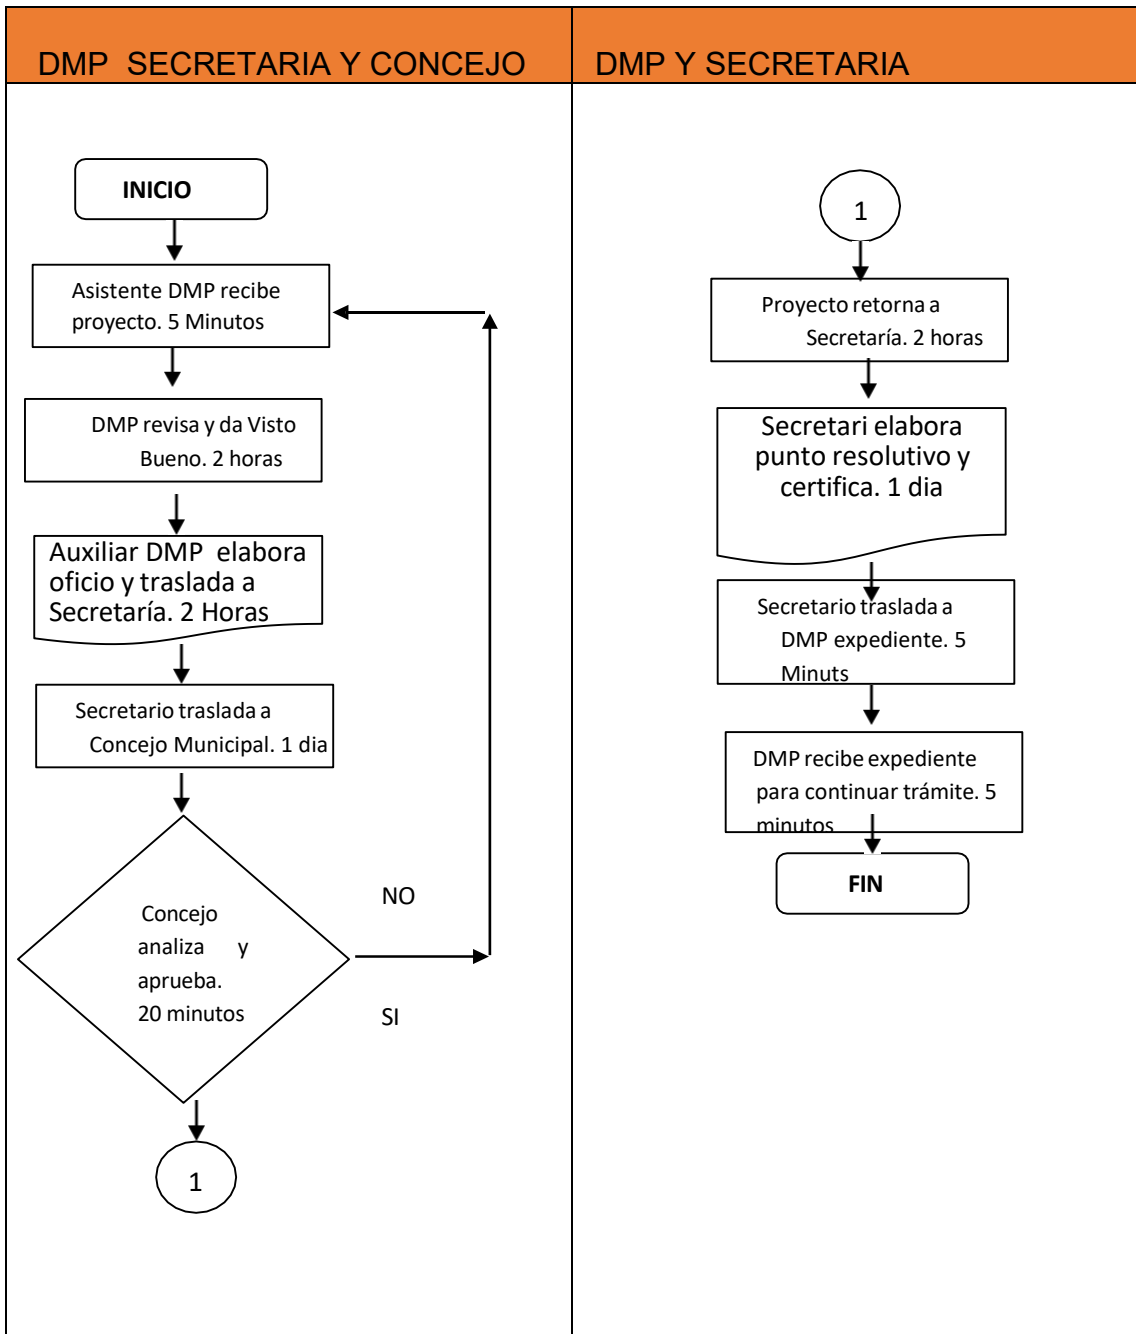 DMP SECRETARIA Y CONCEJO
INICIO
Asistente DMP recibe
proyecto. 5 Minutos
DMP revisa y da Visto
Bueno. 2 horas
Auxiliar DMP elabora
oficio y traslada a
Secretaría. 2 Horas
Secretario traslada a
Concejo Municipal. 1 dia
Concejo
analiza y
aprueba.
20 minutos
NO
SI
1
DMP Y SECRETARIA
1
Proyecto retorna a
Secretaría. 2 horas
Secretari elabora
punto resolutivo y
certifica. 1 dia
Secretario traslada a
DMP expediente. 5
Minuts
DMP recibe expediente
para continuar trámite. 5
minutos
FIN